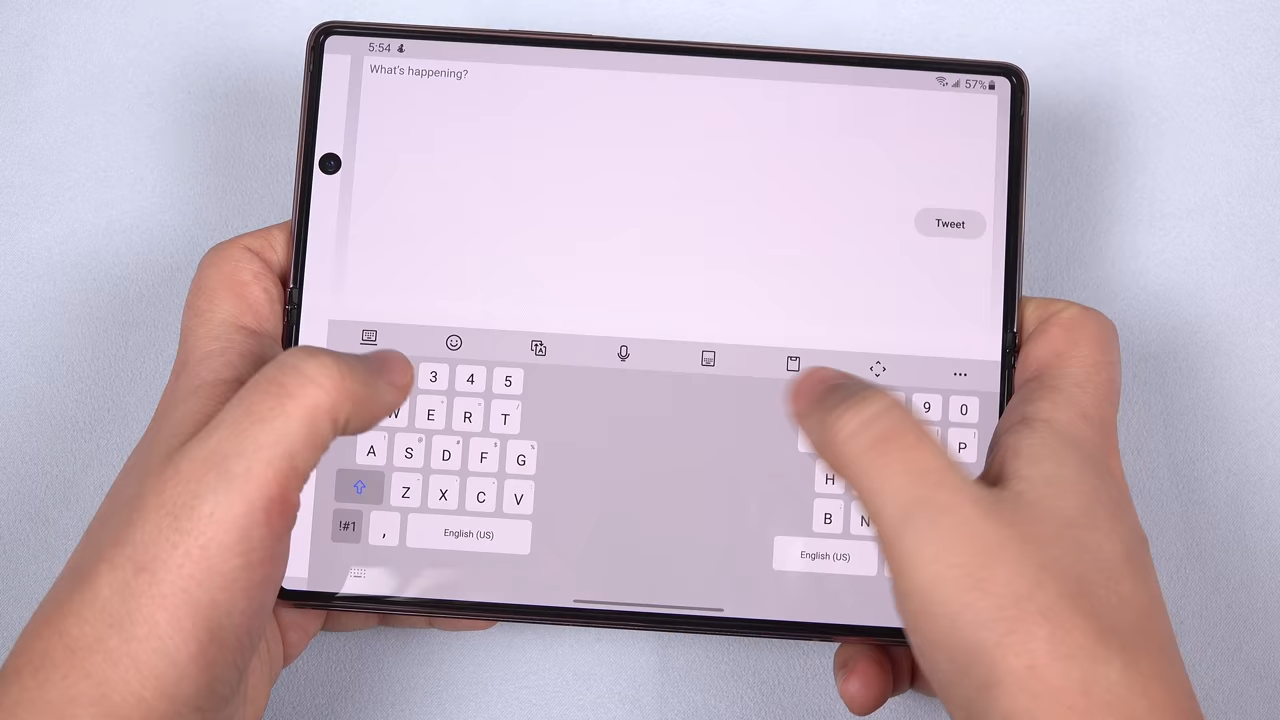 5:54
57%
What's happening?
Tweet
3 4 5 9 0
W E R T P
A S D F G H
Z X C V B N
!#1 , English (US) English (US)